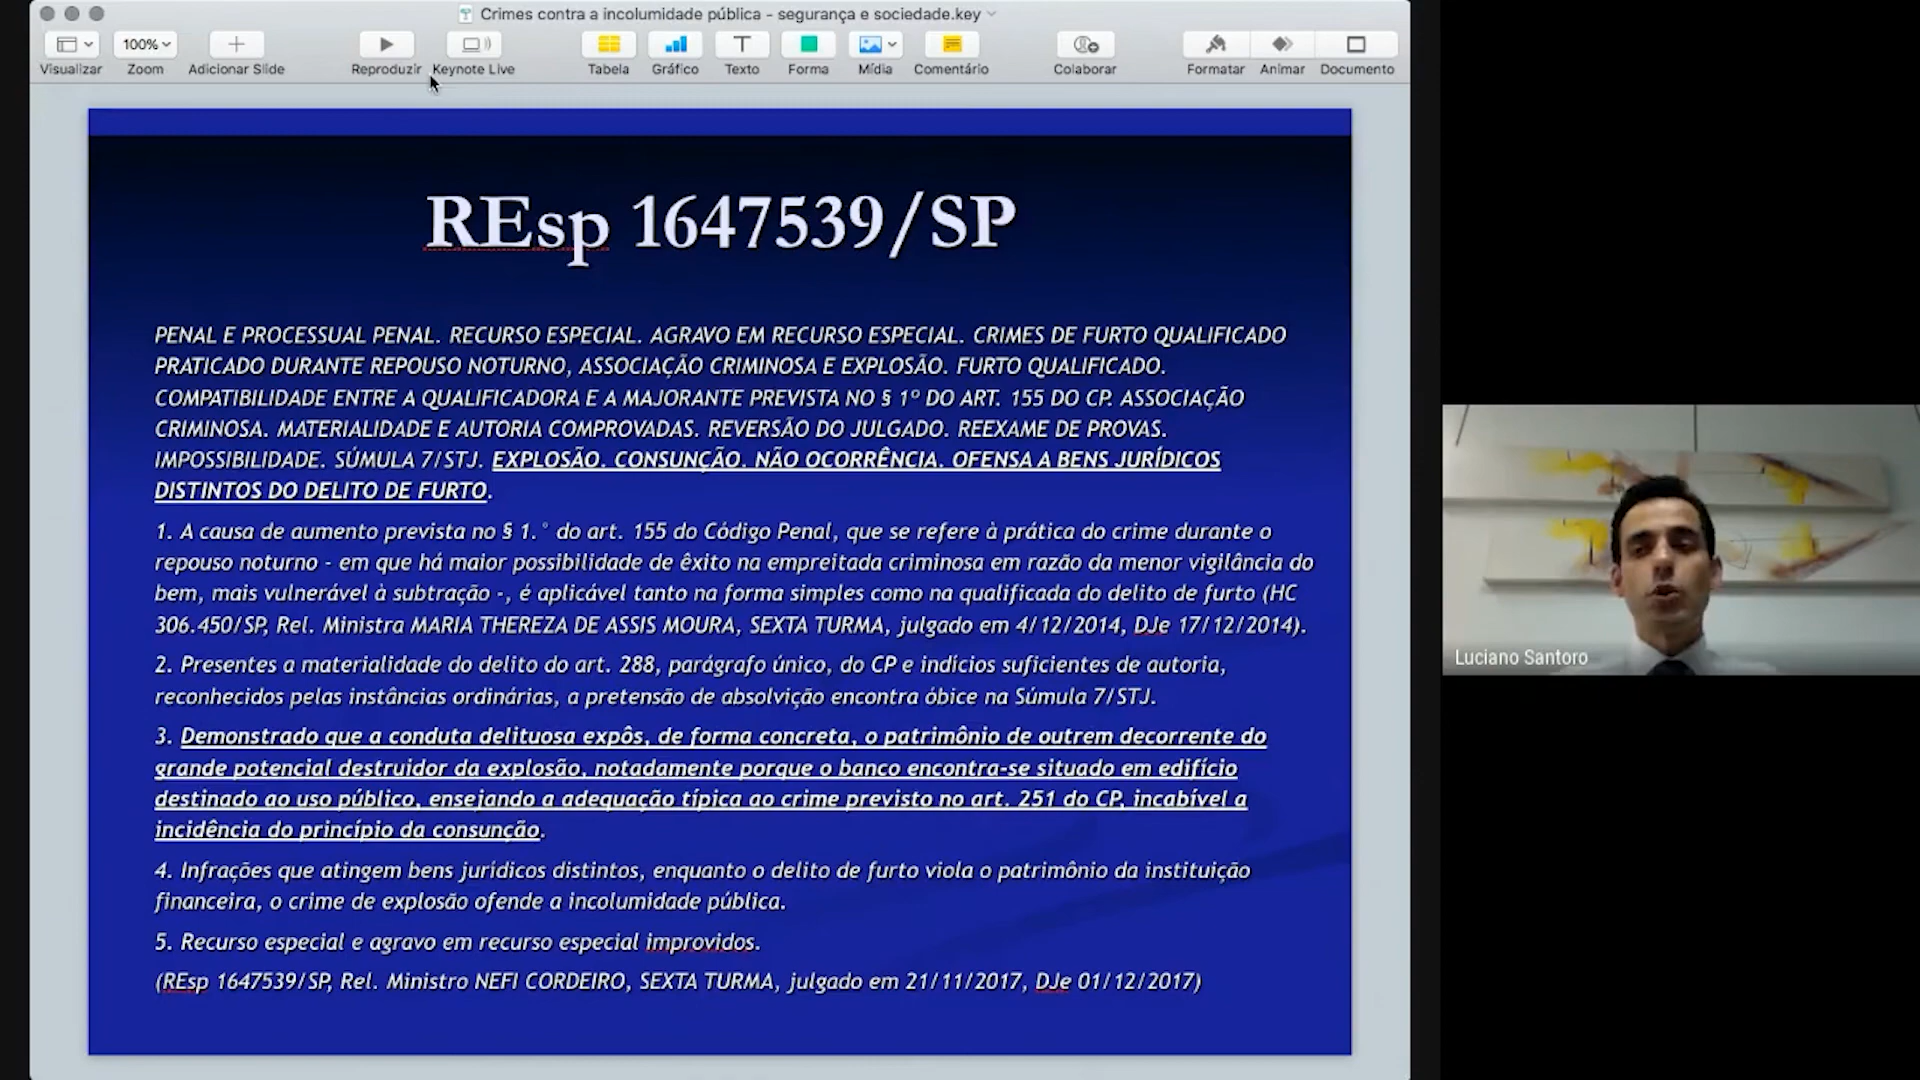 Crimes contra a incolumidade pública - segurança e sociedade.key
100%
Visualizar Zoom Adicionar Slide Reproduzir Keynote Live Tabela Gráfico Texto Forma Mídia Comentário Colaborar Formatar Animar Documento
REsp 1647539/SP
PENAL E PROCESSUAL PENAL. RECURSO ESPECIAL. AGRAVO EM RECURSO ESPECIAL. CRIMES DE FURTO QUALIFICADO
PRATICADO DURANTE REPOUSO NOTURNO, ASSOCIAÇÃO CRIMINOSA E EXPLOSÃO. FURTO QUALIFICADO.
COMPATIBILIDADE ENTRE A QUALIFICADORA E A MAJORANTE PREVISTA NO § 1º DO ART. 155 DO CP. ASSOCIAÇÃO
CRIMINOSA. MATERIALIDADE E AUTORIA COMPROVADAS. REVERSÃO DO JULGADO. REEXAME DE PROVAS.
IMPOSSIBILIDADE. SÚMULA 7/STJ. EXPLOSÃO. CONSUNÇÃO. NÃO OCORRÊNCIA. OFENSA A BENS JURÍDICOS
DISTINTOS DO DELITO DE FURTO.
1. A causa de aumento prevista no § 1.° do art. 155 do Código Penal, que se refere à prática do crime durante o
repouso noturno - em que há maior possibilidade de êxito na empreitada criminosa em razão da menor vigilância do
bem, mais vulnerável à subtração -, é aplicável tanto na forma simples como na qualificada do delito de furto (HC
306.450/SP, Rel. Ministra MARIA THEREZA DE ASSIS MOURA, SEXTA TURMA, julgado em 4/12/2014, DJe 17/12/2014).
2. Presentes a materialidade do delito do art. 288, parágrafo único, do CP e indícios suficientes de autoria,
reconhecidos pelas instâncias ordinárias, a pretensão de absolvição encontra óbice na Súmula 7/STJ.
3. Demonstrado que a conduta delituosa expôs, de forma concreta, o patrimônio de outrem decorrente do
grande potencial destruidor da explosão, notadamente porque o banco encontra-se situado em edifício
destinado ao uso público, ensejando a adequação típica ao crime previsto no art. 251 do CP, incabível a
incidência do princípio da consunção.
4. Infrações que atingem bens jurídicos distintos, enquanto o delito de furto viola o patrimônio da instituição
financeira, o crime de explosão ofende a incolumidade pública.
5. Recurso especial e agravo em recurso especial improvidos.
(REsp 1647539/SP, Rel. Ministro NEFI CORDEIRO, SEXTA TURMA, julgado em 21/11/2017, DJe 01/12/2017)
Luciano Santoro